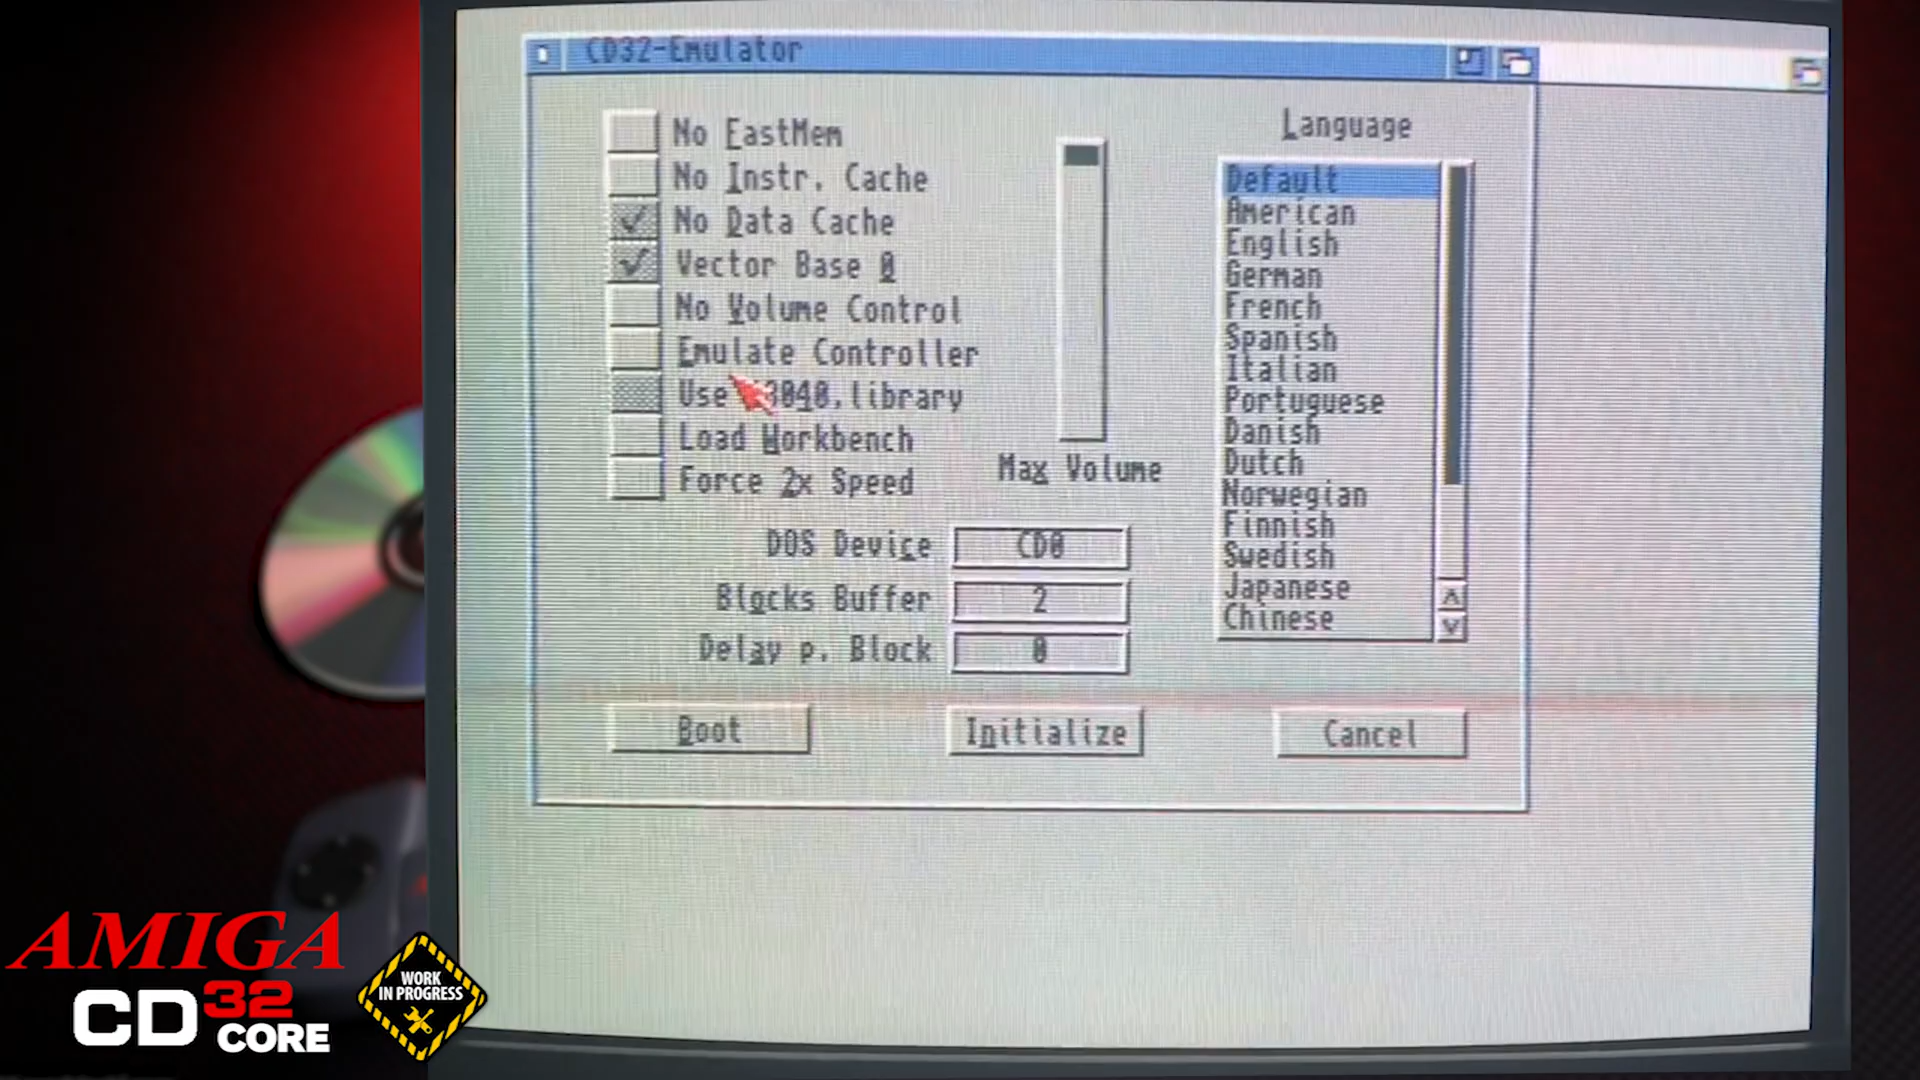 CD32-Emulator
No FastMem
No Instr. Cache
No Data Cache
Vector Base 0
No Volume Control
Emulate Controller
Use 68040.library
Load Workbench
Force 2x Speed
Max Volume
Language
Default
American
English
German
French
Spanish
Italian
Portuguese
Danish
Dutch
Norwegian
Finnish
Swedish
Japanese
Chinese
DOS Device CD0
Blocks Buffer 2
Delay p. Block 0
Boot
Initialize
Cancel
AMIGA
CD32
CORE
WORK
IN PROGRESS